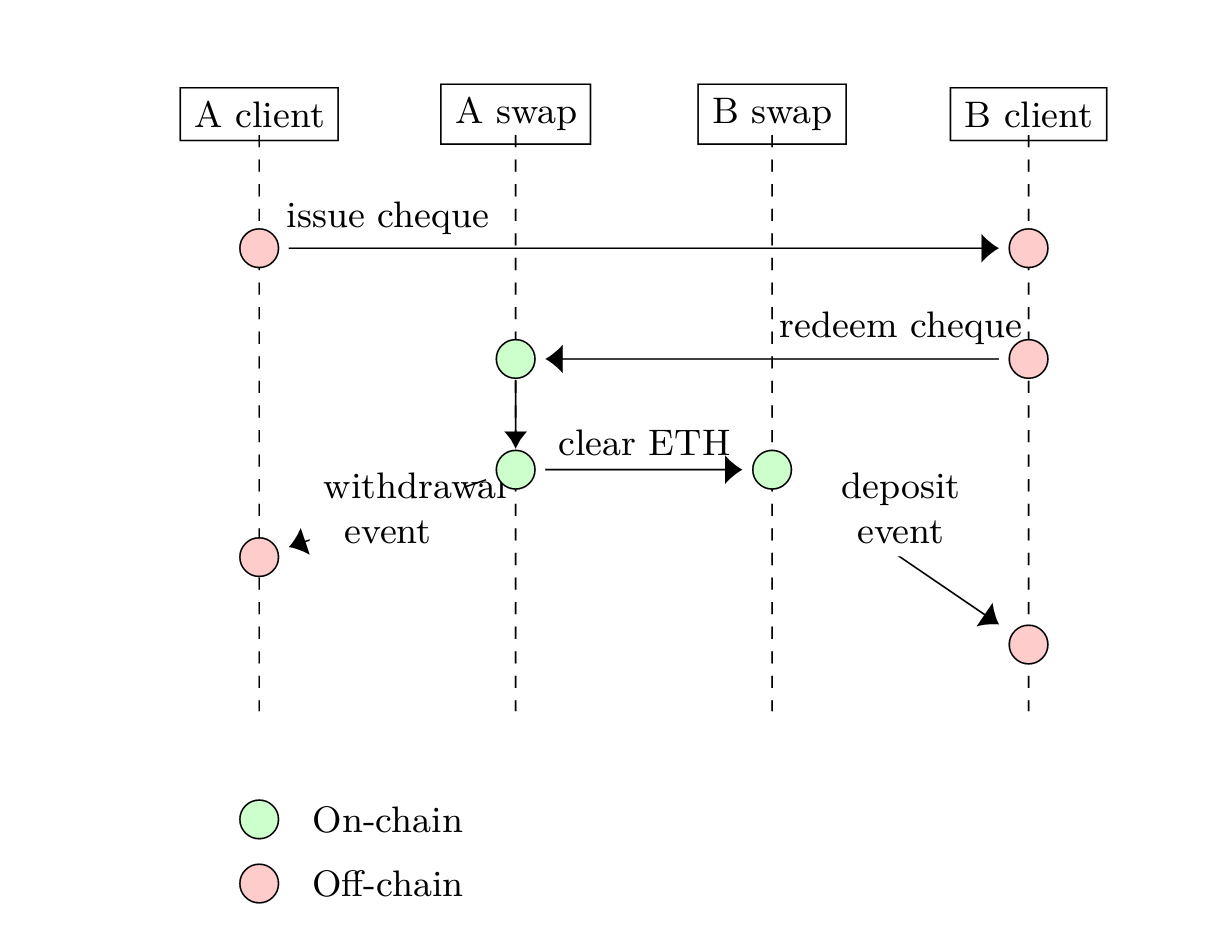 A client
A swap
B swap
B client
issue cheque
redeem cheque
clear ETH
withdrawal
event
deposit
event
On-chain
Off-chain